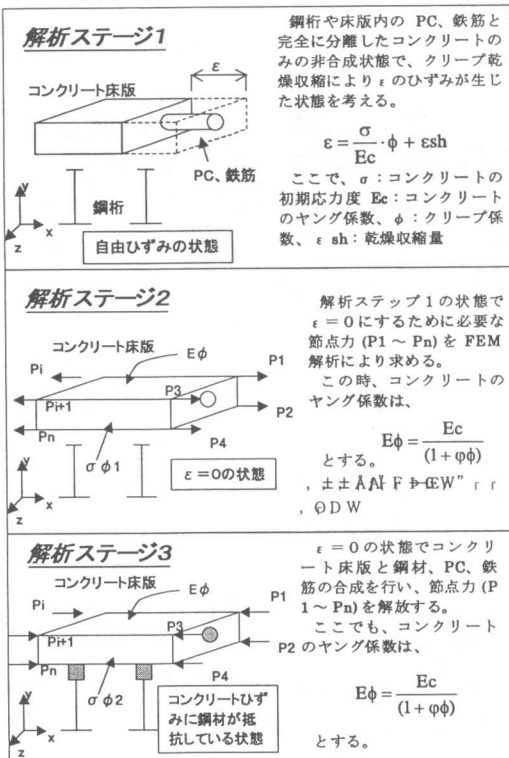 解析ステージ1
コンクリート床版
ε
PC、鉄筋
鋼桁
y
x
z
自由ひずみの状態
鋼桁や床版内の PC、鉄筋と
完全に分離したコンクリートの
みの非合成状態で、クリープ乾
燥収縮により ε のひずみが生じ
た状態を考える。
ε = σ/Ec · φ + εsh
ここで、σ：コンクリートの
初期応力度 Ec：コンクリート
のヤング係数、φ：クリープ係
数、ε sh：乾燥収縮量
解析ステージ2
コンクリート床版
Eφ
Pi
P1
P3
Pi+1
P2
Pn
P4
σ φ1
ε =0の状態
y
x
z
解析ステップ 1 の状態で
ε = 0 にするために必要な
節点力 (P1 ～ Pn) を FEM
解析により求める。
この時、コンクリートの
ヤング係数は、
Eφ = Ec/(1+φφ)
とする。
解析ステージ3
コンクリート床版
Eφ
Pi
P1
P3
Pi+1
P2
Pn
P4
σ φ2
コンクリートひず
みに鋼材が抵
抗している状態
y
x
z
ε = 0 の状態でコンクリ
ート床版と鋼材、PC、鉄
筋の合成を行い、節点力 (P
1 ～ Pn) を解放する。
ここでも、コンクリート
のヤング係数は、
Eφ = Ec/(1+φφ)
とする。